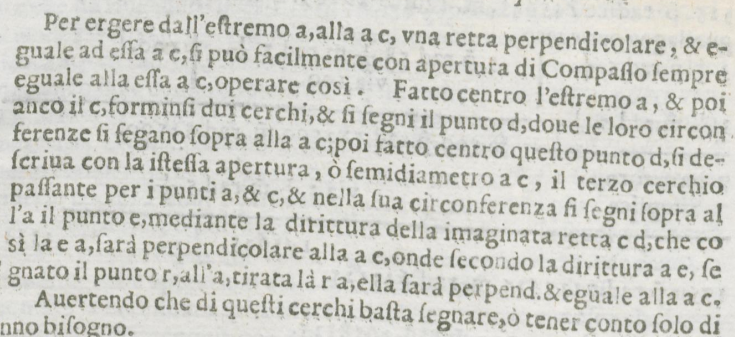 Per ergere dall'eſtremo a,alla a c, vna retta perpendicolare, & e-
guale ad eſſa a c,ſi può facilmente con apertura di Compaſſo ſempre
eguale alla eſſa a c,operare così. Fatto centro l'eſtremo a, & poi
anco il c,forminſi dui cerchi,& ſi ſegni il punto d,doue le loro circon
ferenze ſi ſegano ſopra alla a c;poi fatto centro queſto punto d,ſi de-
ſcriua con la iſteſſa apertura, ò ſemidiametro a c, il terzo cerchio
paſſante per i punti a,& c,& nella ſua circonferenza ſi ſegni ſopra al
l'a il punto e,mediante la dirittura della imaginata retta c d,che co
sì la e a,ſarà perpendicolare alla a c,onde ſecondo la dirittura a e, ſe
gnato il punto r,all'a,tirata là r a,ella ſarà perpend.&eguale alla a c.
Auertendo che di queſti cerchi baſta ſegnare,ò tener conto ſolo di
nno biſogno.